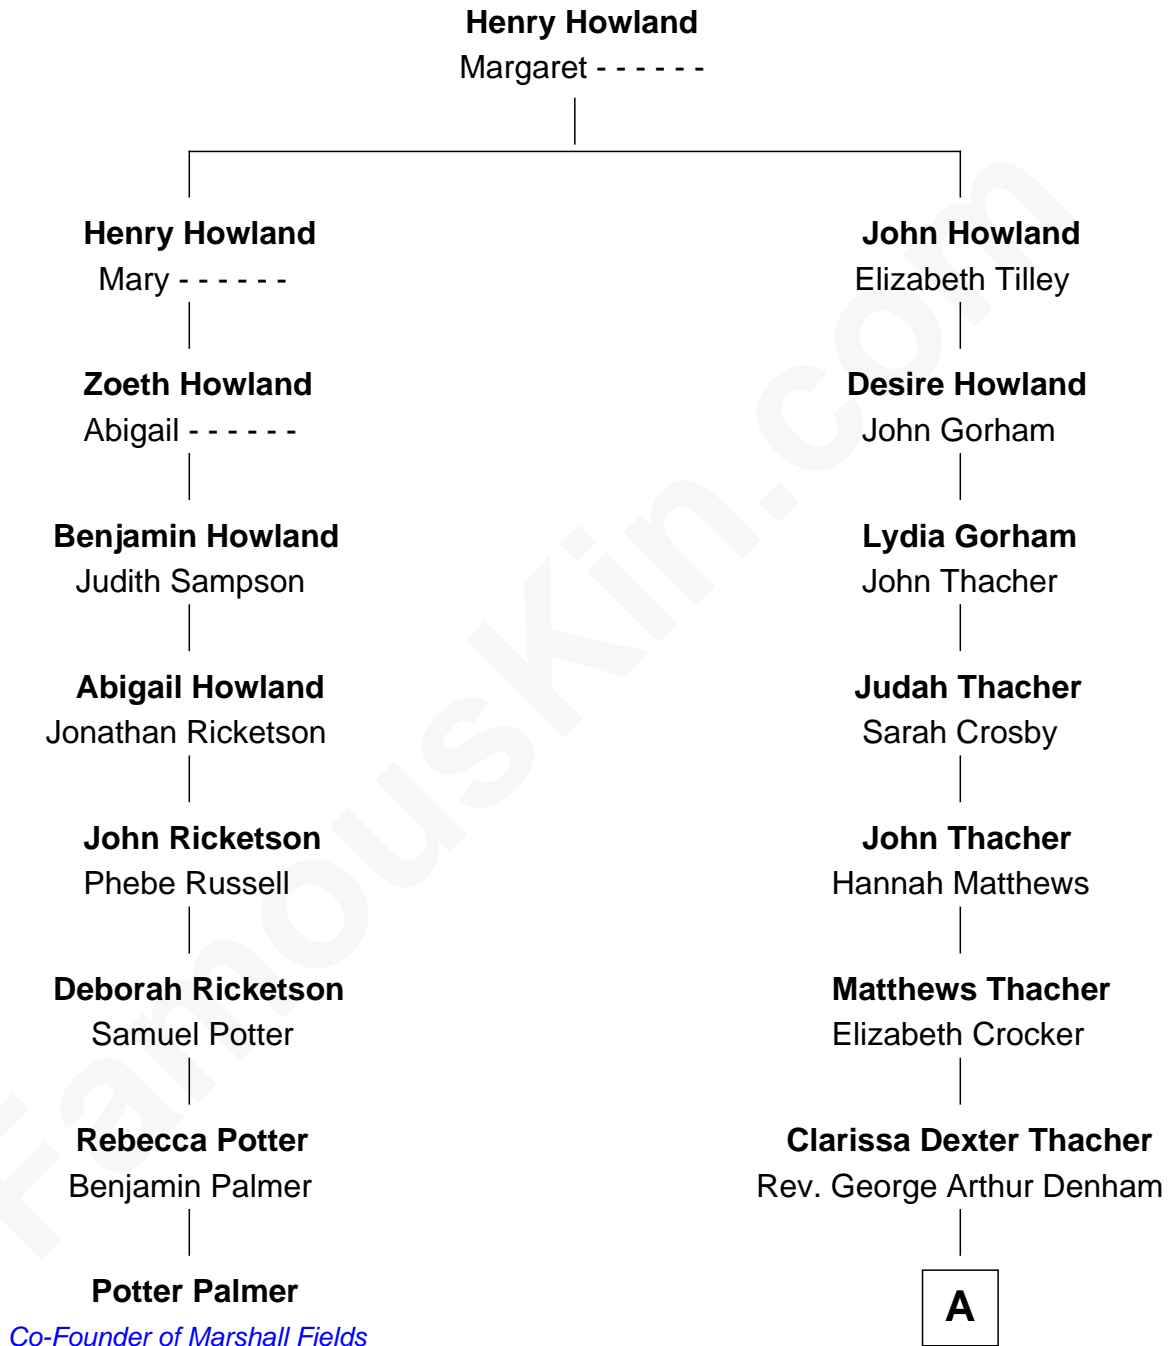 Henry Howland
Margaret - - - - - -
Henry Howland
Mary - - - - - -
John Howland
Elizabeth Tilley
Zoeth Howland
Abigail - - - - - -
Desire Howland
John Gorham
Benjamin Howland
Judith Sampson
Lydia Gorham
John Thacher
Abigail Howland
Jonathan Ricketson
Judah Thacher
Sarah Crosby
John Ricketson
Phebe Russell
John Thacher
Hannah Matthews
Deborah Ricketson
Samuel Potter
Matthews Thacher
Elizabeth Crocker
Rebecca Potter
Benjamin Palmer
Clarissa Dexter Thacher
Rev. George Arthur Denham
Potter Palmer
Co-Founder of Marshall Fields
A
FamousKin.com